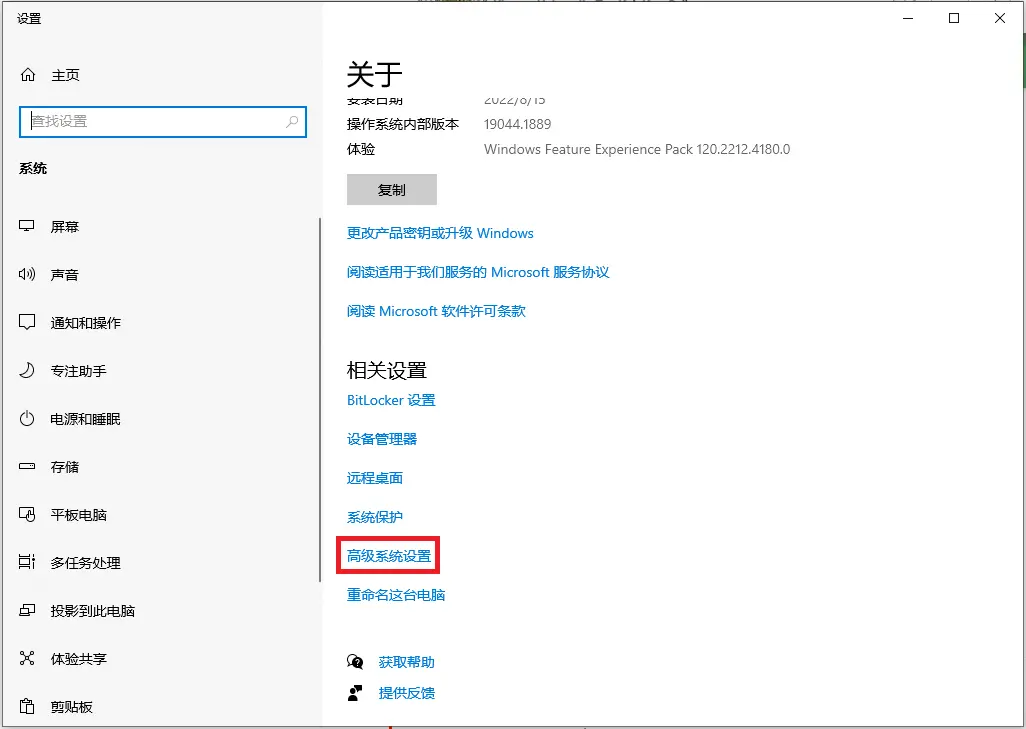 设置
主页
查找设置
系统
屏幕
声音
通知和操作
专注助手
电源和睡眠
存储
平板电脑
多任务处理
投影到此电脑
体验共享
剪贴板
关于
安装日期 2022/8/15
操作系统内部版本 19044.1889
体验 Windows Feature Experience Pack 120.2212.4180.0
复制
更改产品密钥或升级 Windows
阅读适用于我们服务的 Microsoft 服务协议
阅读 Microsoft 软件许可条款
相关设置
BitLocker 设置
设备管理器
远程桌面
系统保护
高级系统设置
重命名这台电脑
获取帮助
提供反馈